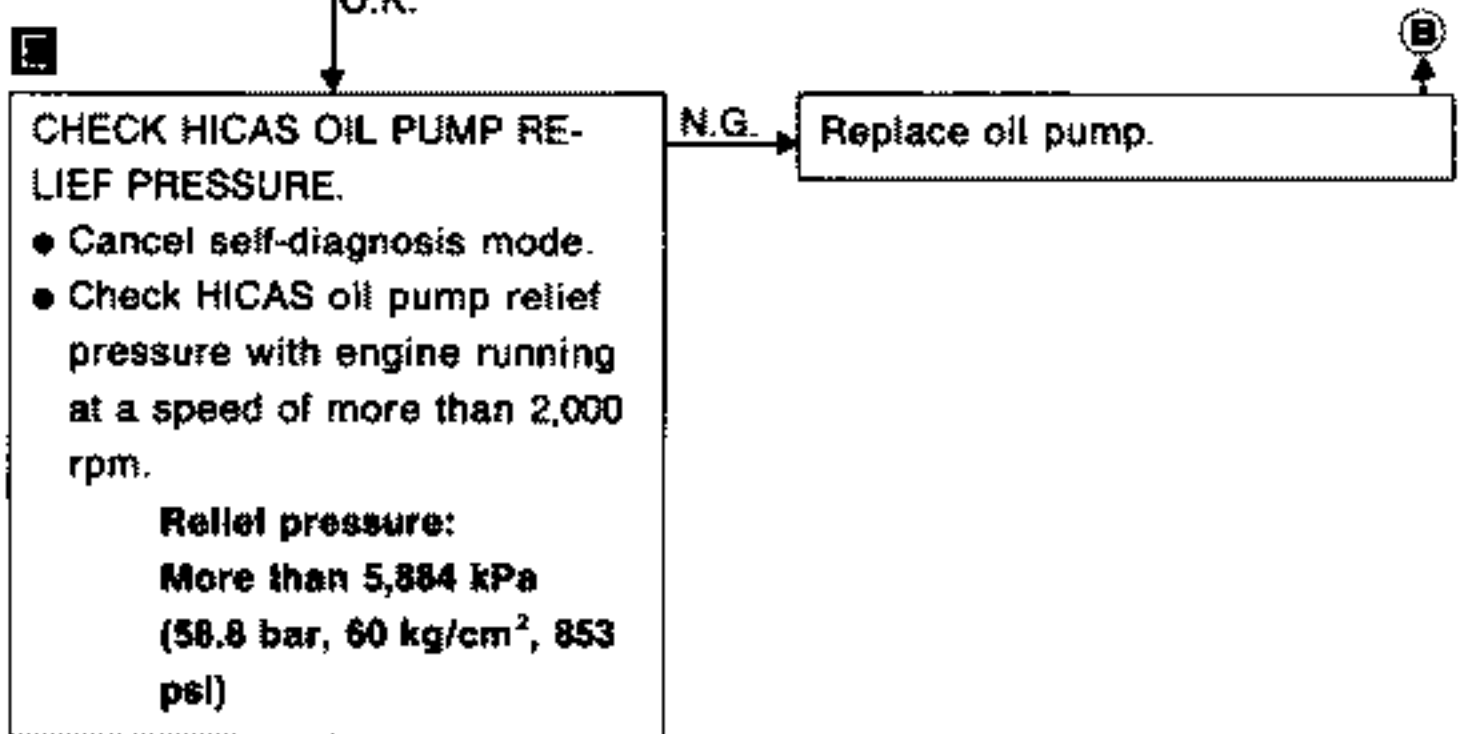 O.K.
B
CHECK HICAS OIL PUMP RE-
LIEF PRESSURE.
N.G.
Replace oil pump.
● Cancel self-diagnosis mode.
● Check HICAS oil pump relief
pressure with engine running
at a speed of more than 2,000
rpm.
Relief pressure:
More than 5,884 kPa
(58.8 bar, 60 kg/cm², 853
psi)